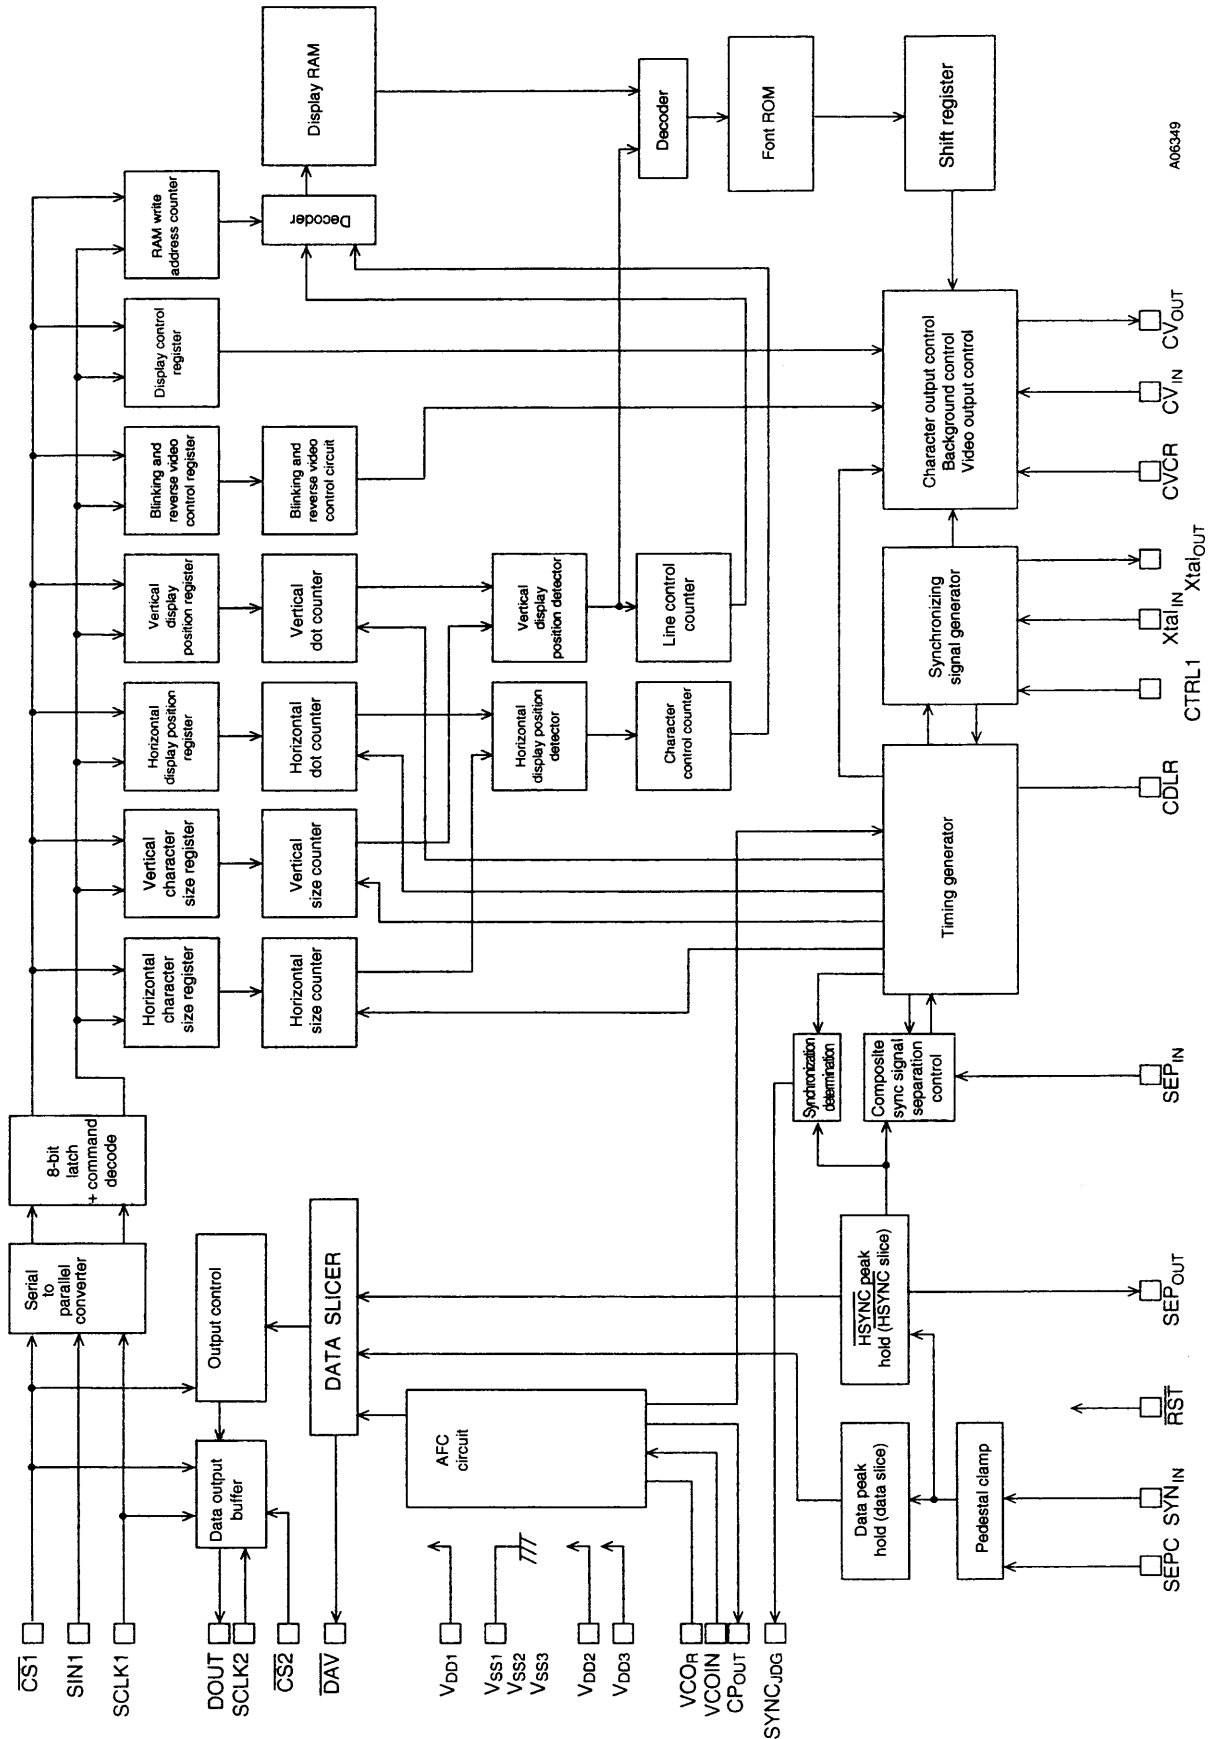 CS1
SIN1
SCLK1
DOUT
SCLK2
CS2
DAV
VDD1
VSS1
VSS2
VSS3
VDD2
VDD3
VCOR
VCOIN
CPOUT
SYNCJDG
Serial
to
parallel
converter
8-bit
latch
+ command
decode
Data output
buffer
Output control
DATA SLICER
AFC
circuit
Horizontal
character
size register
Vertical
character
size register
Horizontal
display position
register
Vertical
display
position register
Blinking and
reverse video
control register
Display control
register
RAM write
address counter
Horizontal
size counter
Vertical
size counter
Horizontal
dot counter
Vertical
dot counter
Blinking and
reverse video
control circuit
Decoder
Display RAM
Horizontal
display position
detector
Vertical
display
position detector
Character
control counter
Line control
counter
Decoder
Font ROM
Shift register
Synchronization
determination
Data peak
hold (data slice)
HSYNC peak
hold (HSYNC slice)
Composite
sync signal
separation
control
Timing generator
Synchronizing
signal generator
Character output control
Background control
Video output control
Pedestal clamp
SEPC
SYNIN
RST
SEPOUT
SEPIN
CDLR
CTRL1
XtalIN
XtalOUT
CVCR
CVIN
CVOUT
A06349